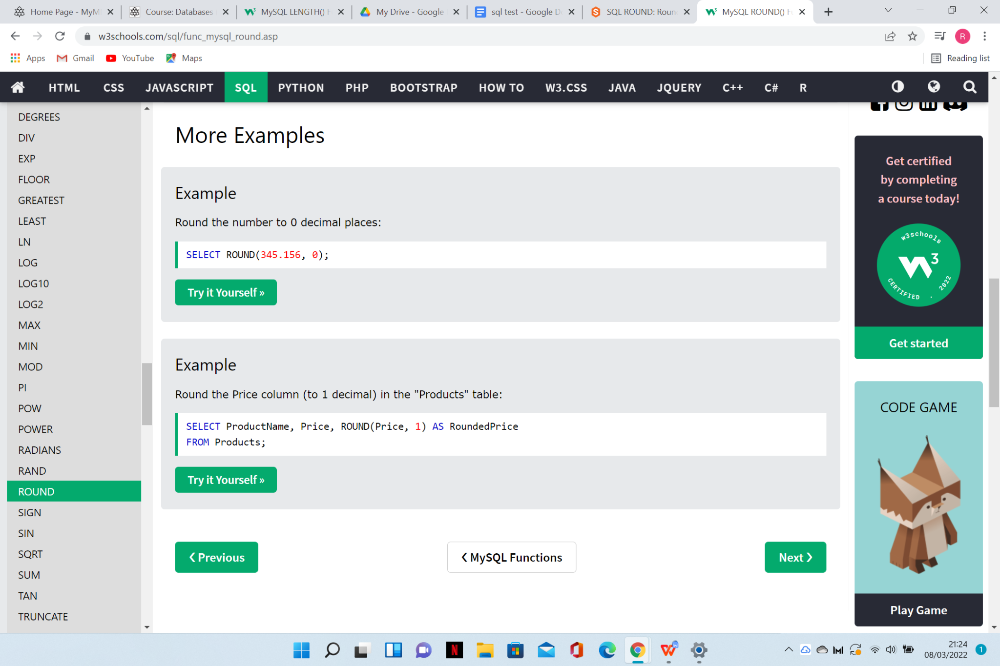 Home Page - MyM
Course: Databases
MySQL LENGTH() F
My Drive - Google
sql test - Google D
SQL ROUND: Roun
MySQL ROUND() F
w3schools.com/sql/func_mysql_round.asp
R
Apps
Gmail
YouTube
Maps
Reading list
HTML
CSS
JAVASCRIPT
SQL
PYTHON
PHP
BOOTSTRAP
HOW TO
W3.CSS
JAVA
JQUERY
C++
C#
R
DEGREES
DIV
EXP
FLOOR
GREATEST
LEAST
LN
LOG
LOG10
LOG2
MAX
MIN
MOD
PI
POW
POWER
RADIANS
RAND
ROUND
SIGN
SIN
SQRT
SUM
TAN
TRUNCATE
More Examples
Example
Round the number to 0 decimal places:
SELECT ROUND(345.156, 0);
Try it Yourself »
Example
Round the Price column (to 1 decimal) in the "Products" table:
SELECT ProductName, Price, ROUND(Price, 1) AS RoundedPrice
FROM Products;
Try it Yourself »
❮ Previous
❮ MySQL Functions
Next ❯
Get certified
by completing
a course today!
w3schools
W3
CERTIFIED . 2022
Get started
CODE GAME
Play Game
21:24
08/03/2022
1